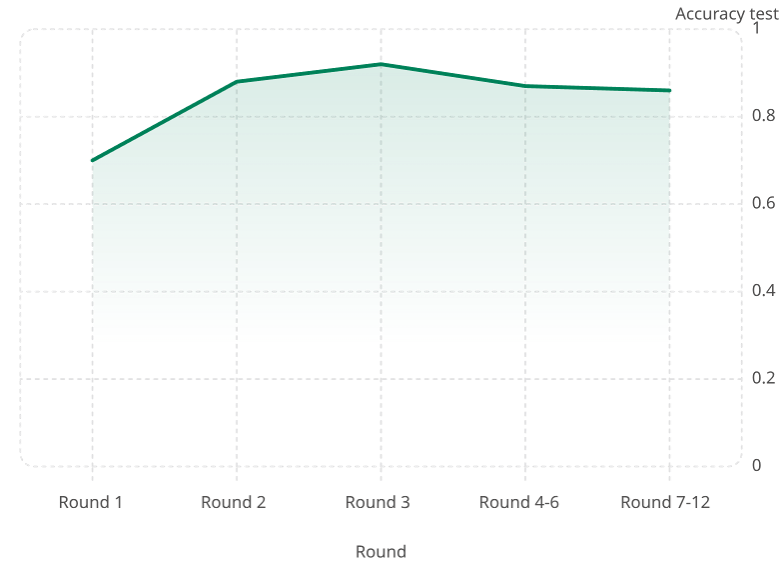 Accuracy test
1
0.8
0.6
0.4
0.2
0
Round 1
Round 2
Round 3
Round 4-6
Round 7-12
Round